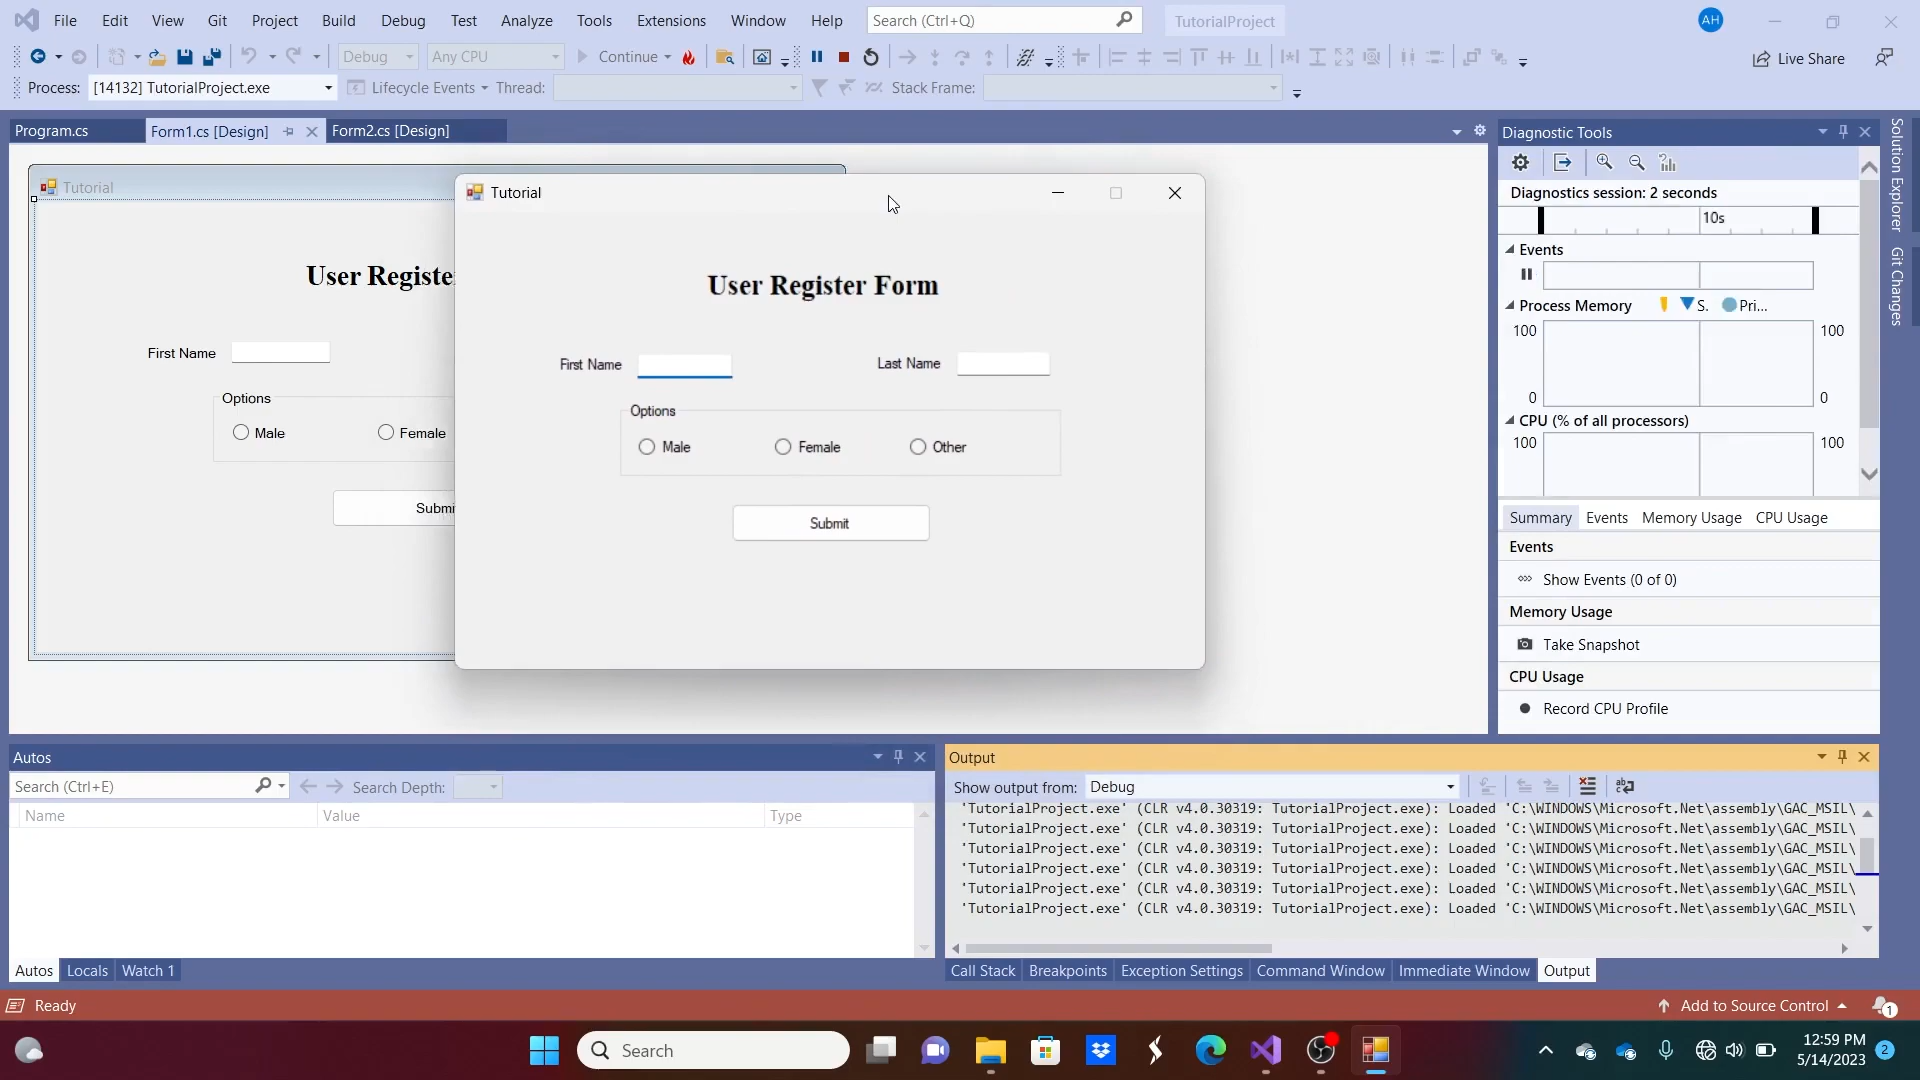 File Edit View Git Project Build Debug Test Analyze Tools Extensions Window Help Search (Ctrl+Q) TutorialProject AH
Debug Any CPU Continue Live Share
Process: [14132] TutorialProject.exe Lifecycle Events Thread: Stack Frame:
Program.cs Form1.cs [Design] Form2.cs [Design]
Tutorial
User Registe
First Name
Options
Male Female
Submi
Tutorial
User Register Form
First Name Last Name
Options
Male Female Other
Submit
Diagnostic Tools
Diagnostics session: 2 seconds
10s
Events
Process Memory S. Pri...
100 100
0 0
CPU (% of all processors)
100 100
Summary Events Memory Usage CPU Usage
Events
Show Events (0 of 0)
Memory Usage
Take Snapshot
CPU Usage
Record CPU Profile
Solution Explorer
Git Changes
Autos
Search (Ctrl+E) Search Depth:
Name Value Type
Autos Locals Watch 1
Output
Show output from: Debug
'TutorialProject.exe' (CLR v4.0.30319: TutorialProject.exe): Loaded 'C:\WINDOWS\Microsoft.Net\assembly\GAC_MSIL\
'TutorialProject.exe' (CLR v4.0.30319: TutorialProject.exe): Loaded 'C:\WINDOWS\Microsoft.Net\assembly\GAC_MSIL\
'TutorialProject.exe' (CLR v4.0.30319: TutorialProject.exe): Loaded 'C:\WINDOWS\Microsoft.Net\assembly\GAC_MSIL\
'TutorialProject.exe' (CLR v4.0.30319: TutorialProject.exe): Loaded 'C:\WINDOWS\Microsoft.Net\assembly\GAC_MSIL\
'TutorialProject.exe' (CLR v4.0.30319: TutorialProject.exe): Loaded 'C:\WINDOWS\Microsoft.Net\assembly\GAC_MSIL\
'TutorialProject.exe' (CLR v4.0.30319: TutorialProject.exe): Loaded 'C:\WINDOWS\Microsoft.Net\assembly\GAC_MSIL\
Call Stack Breakpoints Exception Settings Command Window Immediate Window Output
Ready Add to Source Control 1
Search
12:59 PM
5/14/2023 2